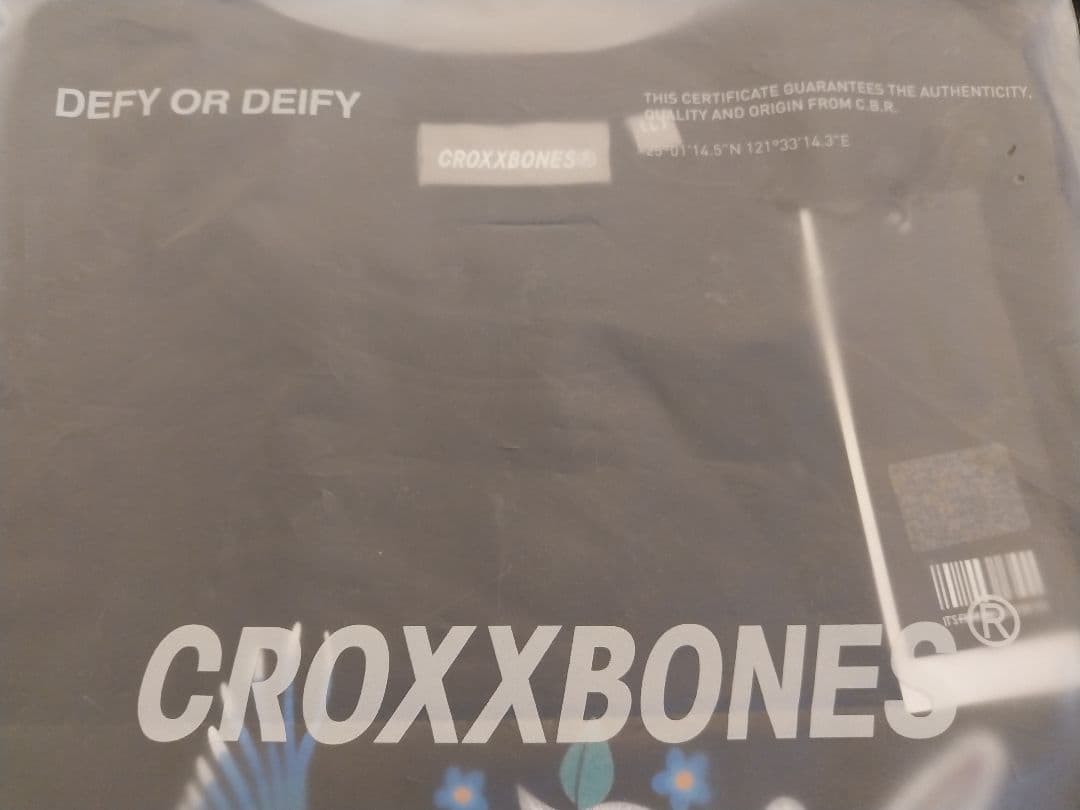 DEFY OR DEIFY
THIS CERTIFICATE GUARANTEES THE AUTHENTICITY,
QUALITY AND ORIGIN FROM C.B.R.
25°01'14.5"N 121°33'14.3"E
CROXXBONES®
CROXXBONES®